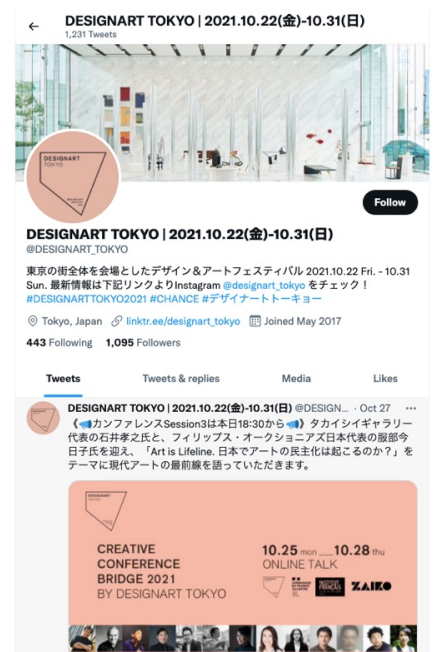 DESIGNART TOKYO | 2021.10.22(金)-10.31(日)
1,231 Tweets
DESIGNART
TOKYO
Follow
DESIGNART TOKYO | 2021.10.22(金)-10.31(日)
@DESIGNART_TOKYO
東京の街全体を会場としたデザイン＆アートフェスティバル 2021.10.22 Fri. - 10.31
Sun. 最新情報は下記リンクよりInstagram @designart_tokyo をチェック！
#DESIGNARTTOKYO2021 #CHANCE #デザイナートトーキョー
Tokyo, Japan linktr.ee/designart_tokyo Joined May 2017
443 Following 1,095 Followers
Tweets Tweets & replies Media Likes
DESIGNART TOKYO | 2021.10.22(金)-10.31(日) @DESIGN... · Oct 27 ···
《📣カンファレンスSession3は本日18:30から📣》タカイシイギャラリー
代表の石井孝之氏と、フィリップス・オークショニアズ日本代表の服部今
日子氏を迎え、「Art is Lifeline. 日本でアートの民主化は起こるのか？」を
テーマに現代アートの最前線を語っていただきます。
CREATIVE
CONFERENCE
BRIDGE 2021
BY DESIGNART TOKYO
10.25 mon __ 10.28 thu
ONLINE TALK
INSTITUT
FRANÇAIS
ZAIKO